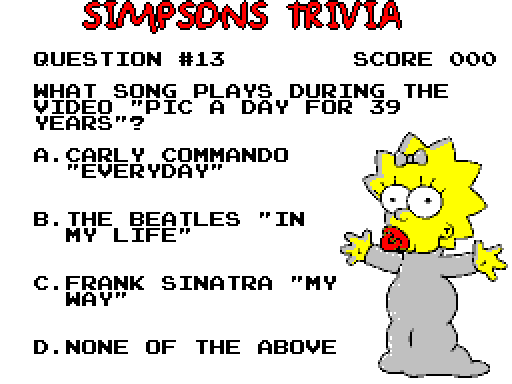 SIMPSONS TRIVIA
QUESTION #13 SCORE 000
WHAT SONG PLAYS DURING THE
VIDEO "PIC A DAY FOR 39
YEARS"?
A.CARLY COMMANDO
"EVERYDAY"
B.THE BEATLES "IN
MY LIFE"
C.FRANK SINATRA "MY
WAY"
D.NONE OF THE ABOVE